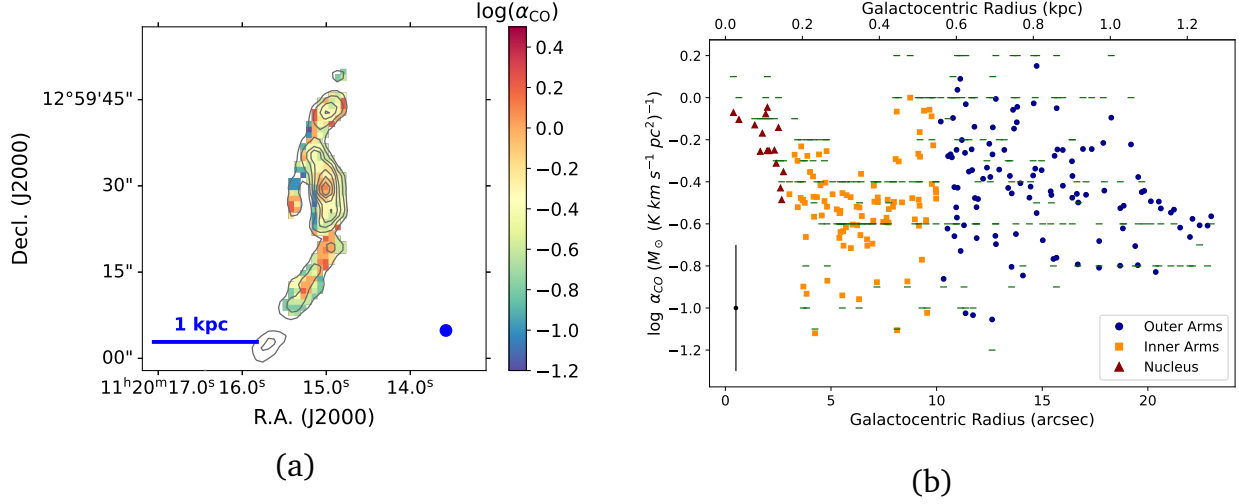 log(α_CO)
0.4
0.2
0.0
−0.2
−0.4
−0.6
−0.8
−1.0
−1.2
12°59'45"
30"
15"
00"
Decl. (J2000)
1 kpc
11ʰ20ᵐ17.0ˢ 16.0ˢ 15.0ˢ 14.0ˢ
R.A. (J2000)
(a)
Galactocentric Radius (kpc)
0.0 0.2 0.4 0.6 0.8 1.0 1.2
0.2
0.0
−0.2
−0.4
−0.6
−0.8
−1.0
−1.2
log α_CO (M_⊙ (K km s⁻¹ pc²)⁻¹)
Outer Arms
Inner Arms
Nucleus
5 10 15 20
Galactocentric Radius (arcsec)
(b)